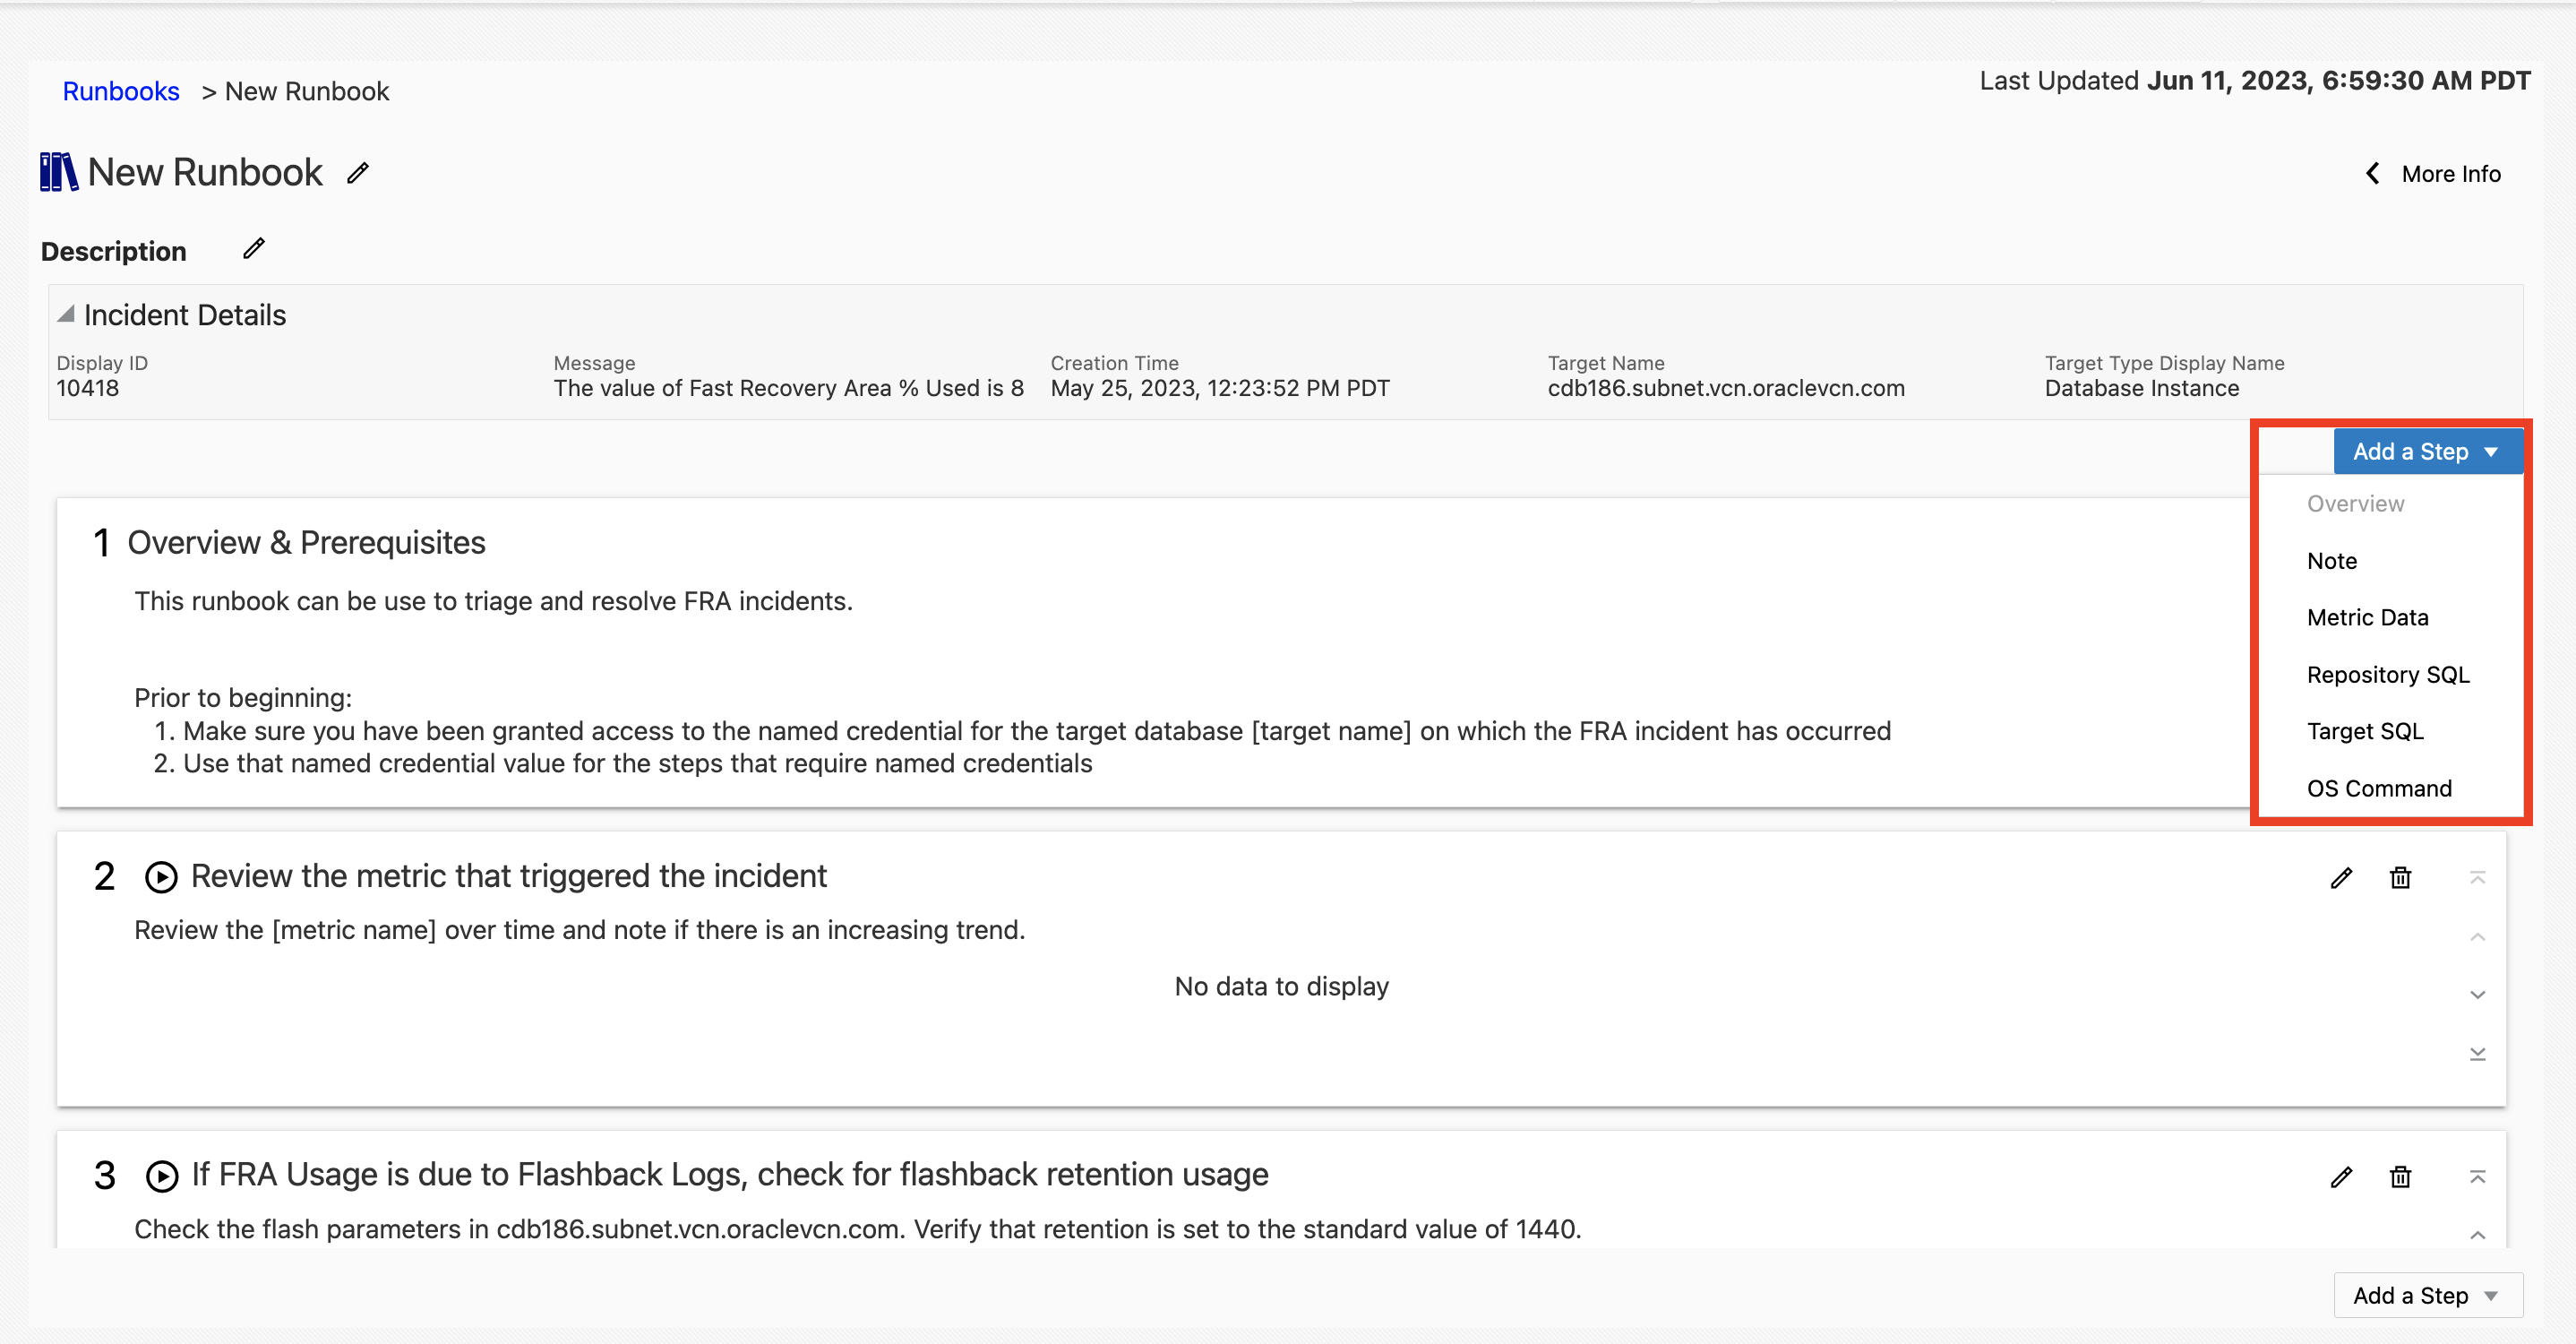 Runbooks > New Runbook
Last Updated Jun 11, 2023, 6:59:30 AM PDT
New Runbook
More Info
Description
Incident Details
Display ID
10418
Message
The value of Fast Recovery Area % Used is 8
Creation Time
May 25, 2023, 12:23:52 PM PDT
Target Name
cdb186.subnet.vcn.oraclevcn.com
Target Type Display Name
Database Instance
Add a Step
Overview
Note
Metric Data
Repository SQL
Target SQL
OS Command
1 Overview & Prerequisites
This runbook can be use to triage and resolve FRA incidents.
Prior to beginning:
1. Make sure you have been granted access to the named credential for the target database [target name] on which the FRA incident has occurred
2. Use that named credential value for the steps that require named credentials
2 Review the metric that triggered the incident
Review the [metric name] over time and note if there is an increasing trend.
No data to display
3 If FRA Usage is due to Flashback Logs, check for flashback retention usage
Check the flash parameters in cdb186.subnet.vcn.oraclevcn.com. Verify that retention is set to the standard value of 1440.
Add a Step